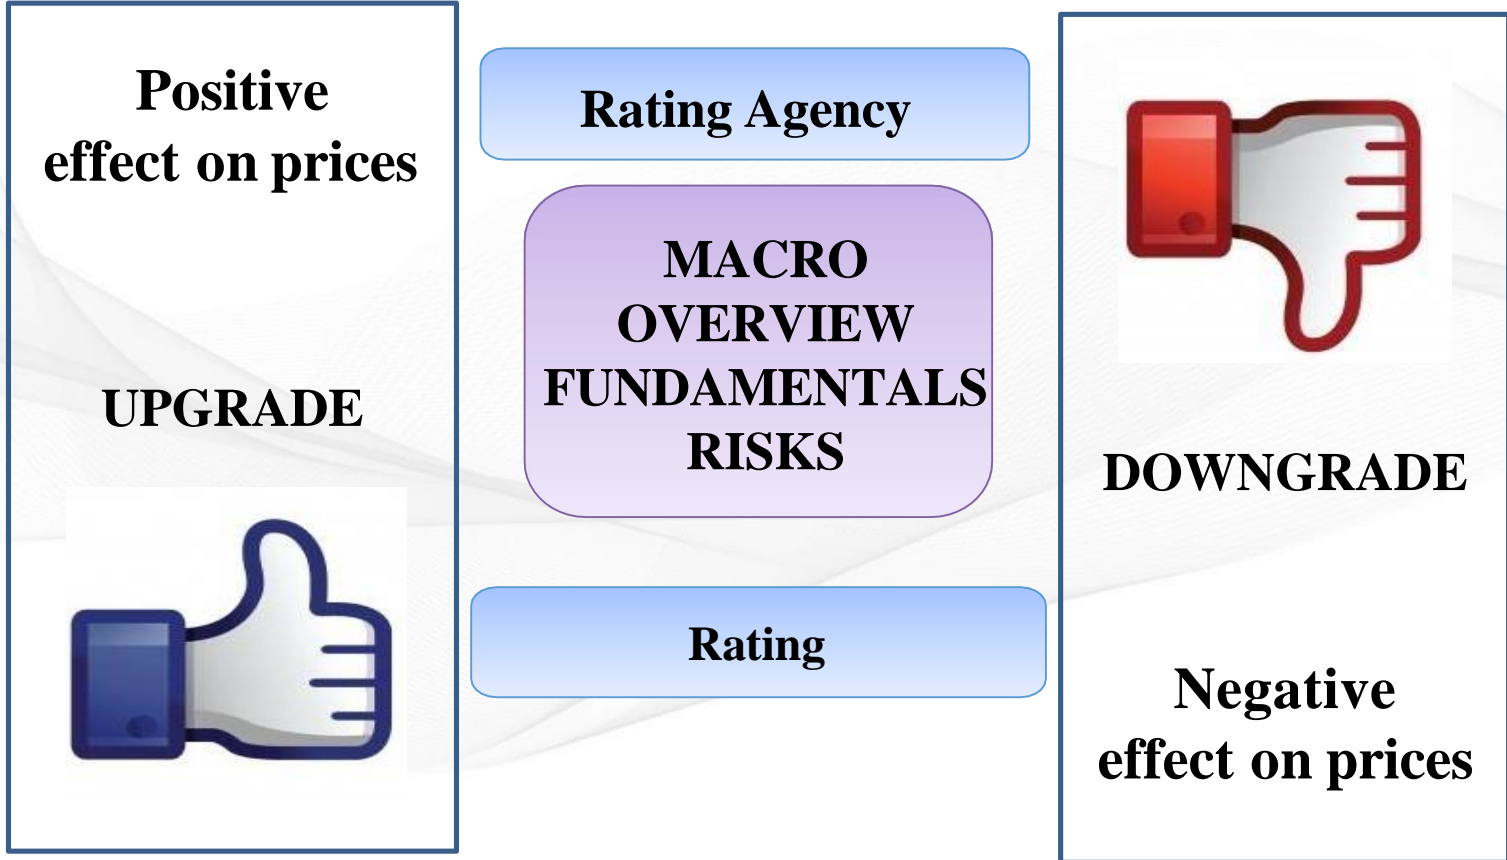 Positive
effect on prices
UPGRADE
Rating Agency
MACRO
OVERVIEW
FUNDAMENTALS
RISKS
Rating
DOWNGRADE
Negative
effect on prices